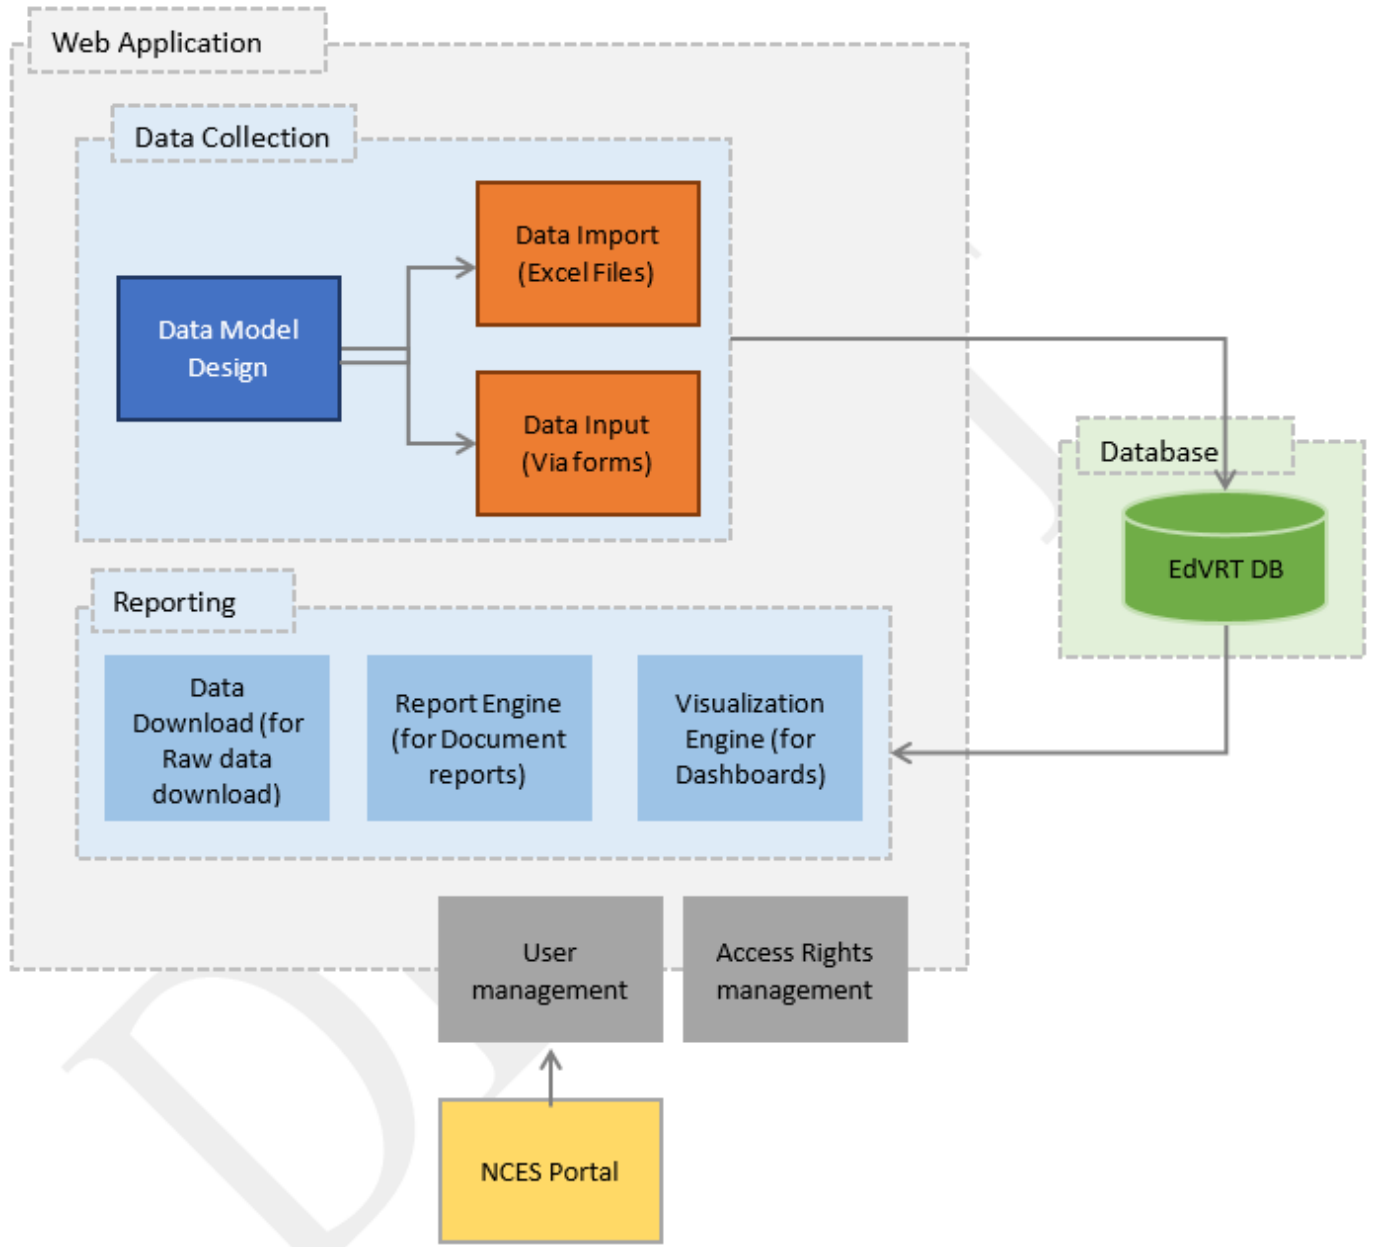 Web Application
Data Collection
Data Import
(Excel Files)
Data Model
Design
Data Input
(Via forms)
Database
EdVRT DB
Reporting
Data
Download (for
Raw data
download)
Report Engine
(for Document
reports)
Visualization
Engine (for
Dashboards)
User
management
Access Rights
management
NCES Portal